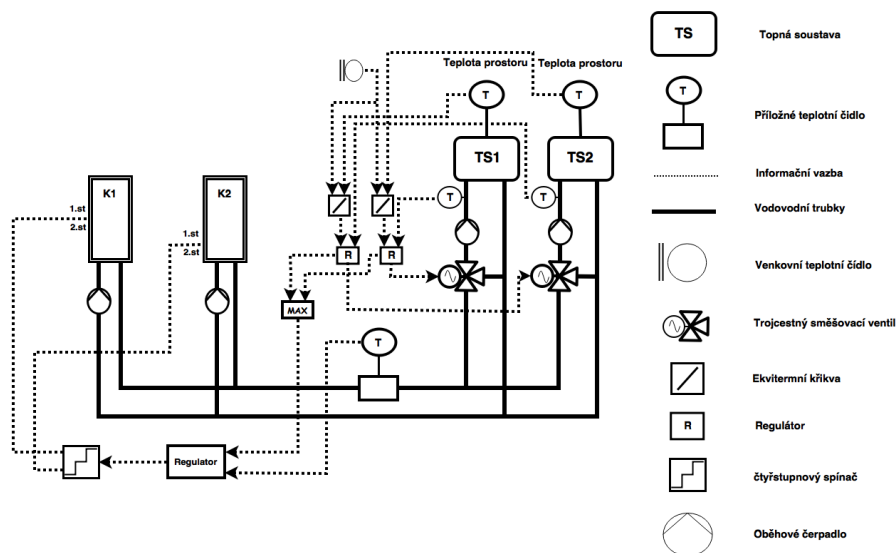 Teplota prostoru
Teplota prostoru
T
T
TS1
TS2
K1
K2
1.st
2.st
1.st
2.st
T
T
R
R
MAX
T
Regulator
TS
Topná soustava
T
Příložné teplotní čidlo
Informační vazba
Vodovodní trubky
Venkovní teplotní čídlo
Trojcestný směšovací ventil
Ekvitermní křikva
R
Regulátor
čtyřstupnový spínač
Oběhové čerpadlo